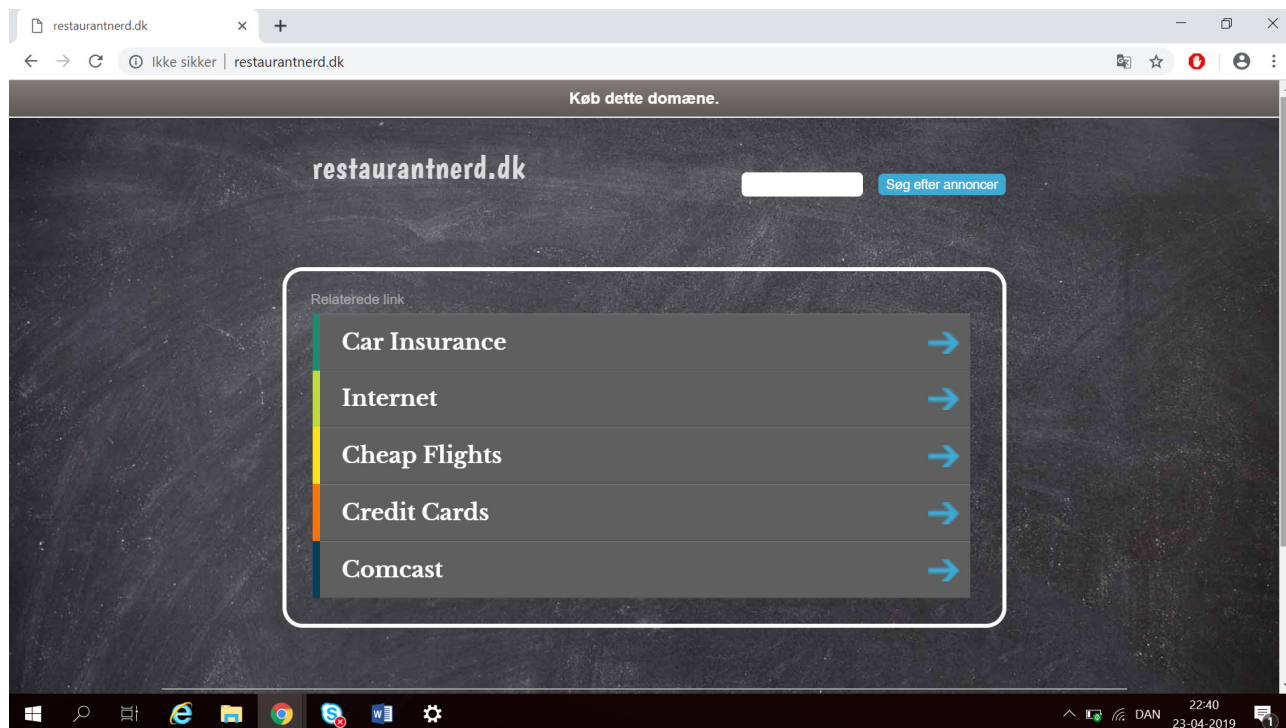 restaurantnerd.dk
Ikke sikker | restaurantnerd.dk
Køb dette domæne.
restaurantnerd.dk
Søg efter annoncer
Relaterede link
Car Insurance
Internet
Cheap Flights
Credit Cards
Comcast
DAN
22:40
23-04-2019